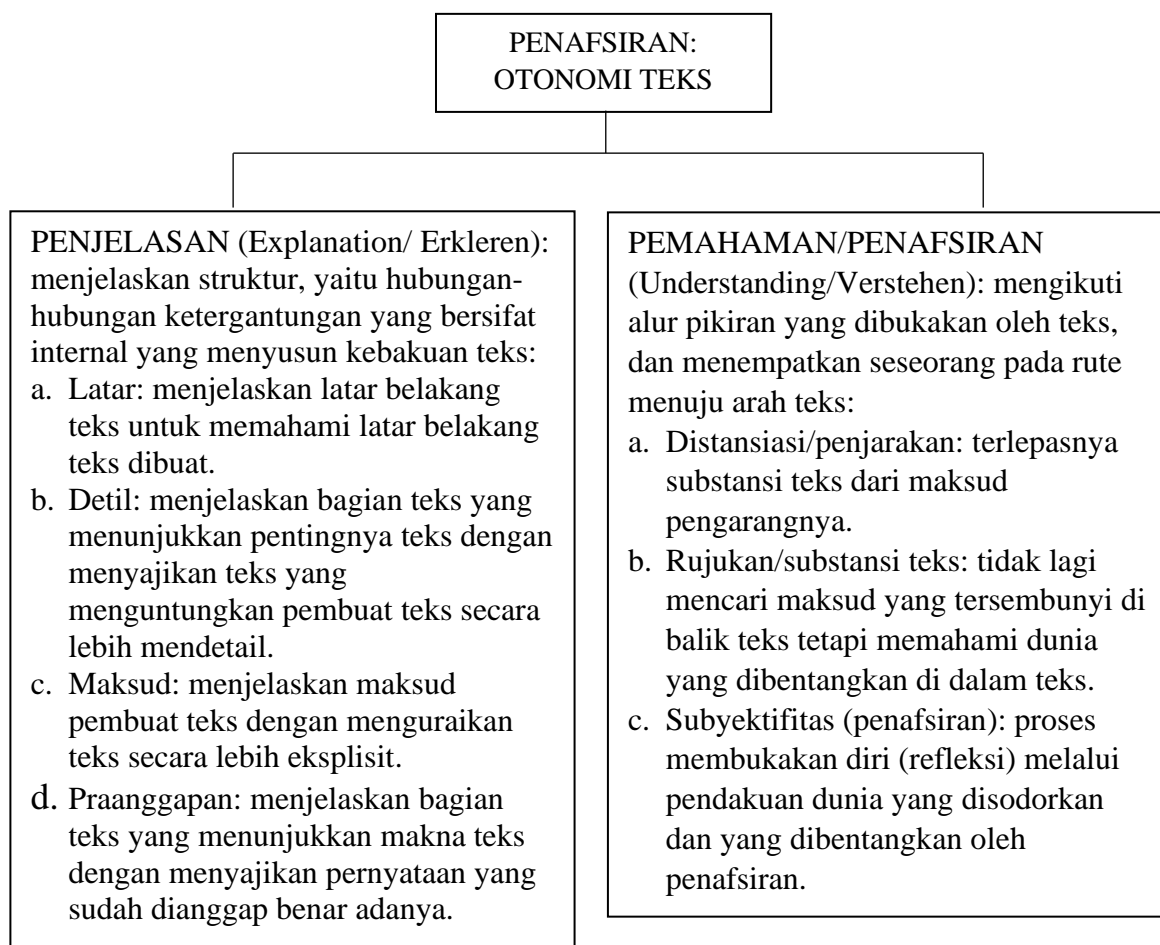 PENAFSIRAN:
OTONOMI TEKS
PENJELASAN (Explanation/ Erkleren):
menjelaskan struktur, yaitu hubungan-
hubungan ketergantungan yang bersifat
internal yang menyusun kebakuan teks:
a. Latar: menjelaskan latar belakang
teks untuk memahami latar belakang
teks dibuat.
b. Detil: menjelaskan bagian teks yang
menunjukkan pentingnya teks dengan
menyajikan teks yang
menguntungkan pembuat teks secara
lebih mendetail.
c. Maksud: menjelaskan maksud
pembuat teks dengan menguraikan
teks secara lebih eksplisit.
d. Praanggapan: menjelaskan bagian
teks yang menunjukkan makna teks
dengan menyajikan pernyataan yang
sudah dianggap benar adanya.
PEMAHAMAN/PENAFSIRAN
(Understanding/Verstehen): mengikuti
alur pikiran yang dibukakan oleh teks,
dan menempatkan seseorang pada rute
menuju arah teks:
a. Distansiasi/penjarakan: terlepasnya
substansi teks dari maksud
pengarangnya.
b. Rujukan/substansi teks: tidak lagi
mencari maksud yang tersembunyi di
balik teks tetapi memahami dunia
yang dibentangkan di dalam teks.
c. Subyektifitas (penafsiran): proses
membukakan diri (refleksi) melalui
pendakuan dunia yang disodorkan
dan yang dibentangkan oleh
penafsiran.